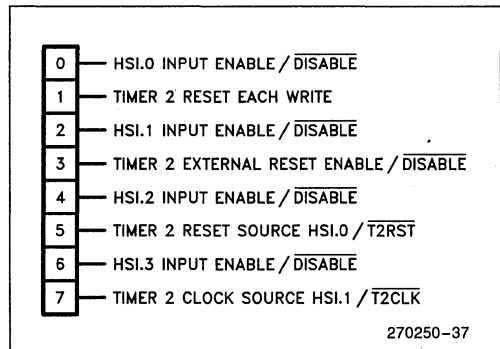 0 HSI.0 INPUT ENABLE / DISABLE
1 TIMER 2 RESET EACH WRITE
2 HSI.1 INPUT ENABLE / DISABLE
3 TIMER 2 EXTERNAL RESET ENABLE / DISABLE
4 HSI.2 INPUT ENABLE / DISABLE
5 TIMER 2 RESET SOURCE HSI.0 / T2RST
6 HSI.3 INPUT ENABLE / DISABLE
7 TIMER 2 CLOCK SOURCE HSI.1 / T2CLK
270250-37